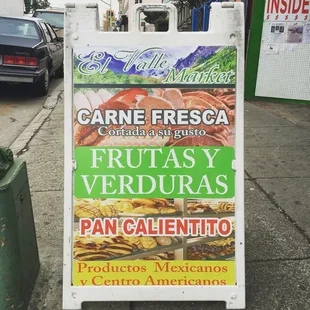 INSIDE
El Valle
Market
CARNE FRESCA
Cortada a su gusto
FRUTAS Y
VERDURAS
PAN CALIENTITO
Productos Mexicanos
y Centro Americanos